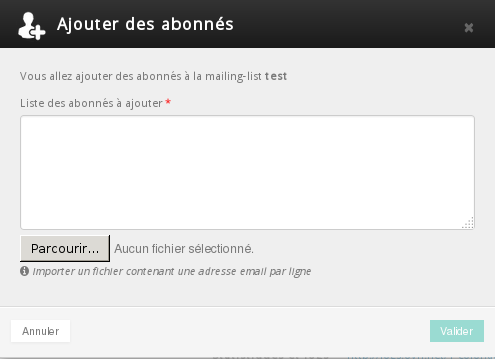 Ajouter des abonnés
Vous allez ajouter des abonnés à la mailing-list test
Liste des abonnés à ajouter *
Parcourir... Aucun fichier sélectionné.
Importer un fichier contenant une adresse email par ligne
Annuler Valider